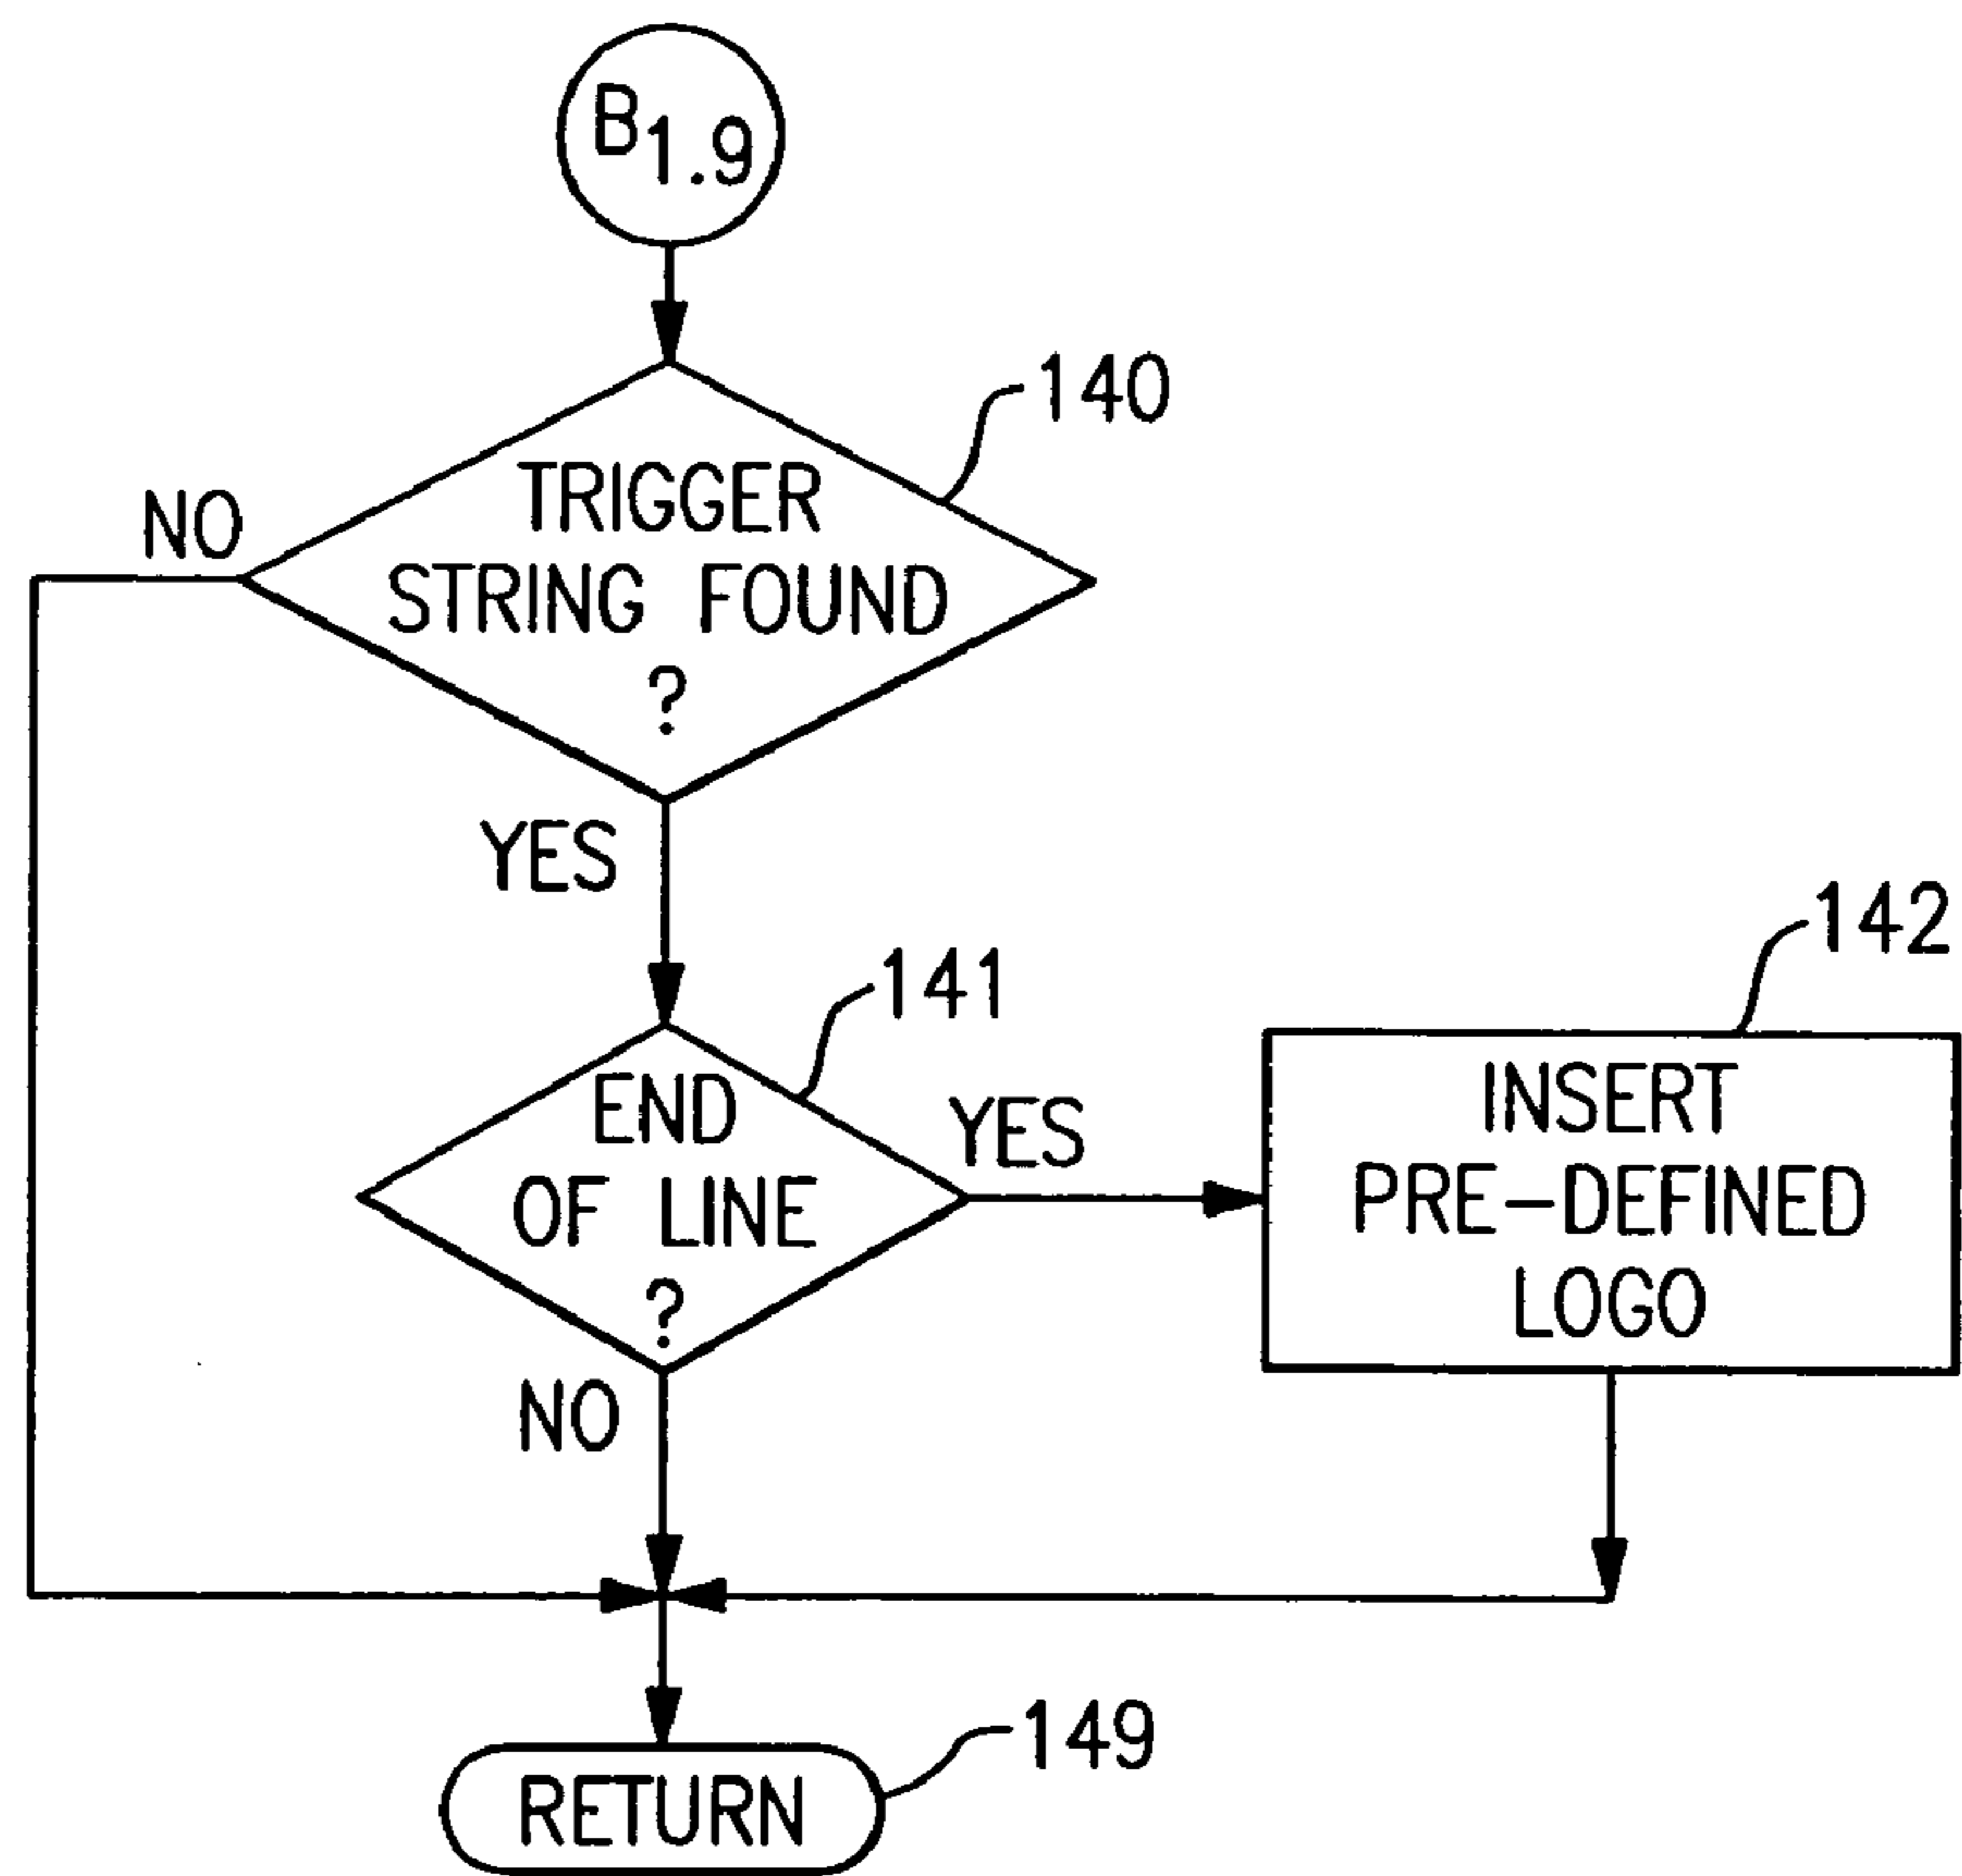 B1.9
140
TRIGGER
NO
STRING FOUND
?
YES
142
141
END
YES
INSERT
OF LINE
PRE-DEFINED
?
LOGO
NO
149
RETURN